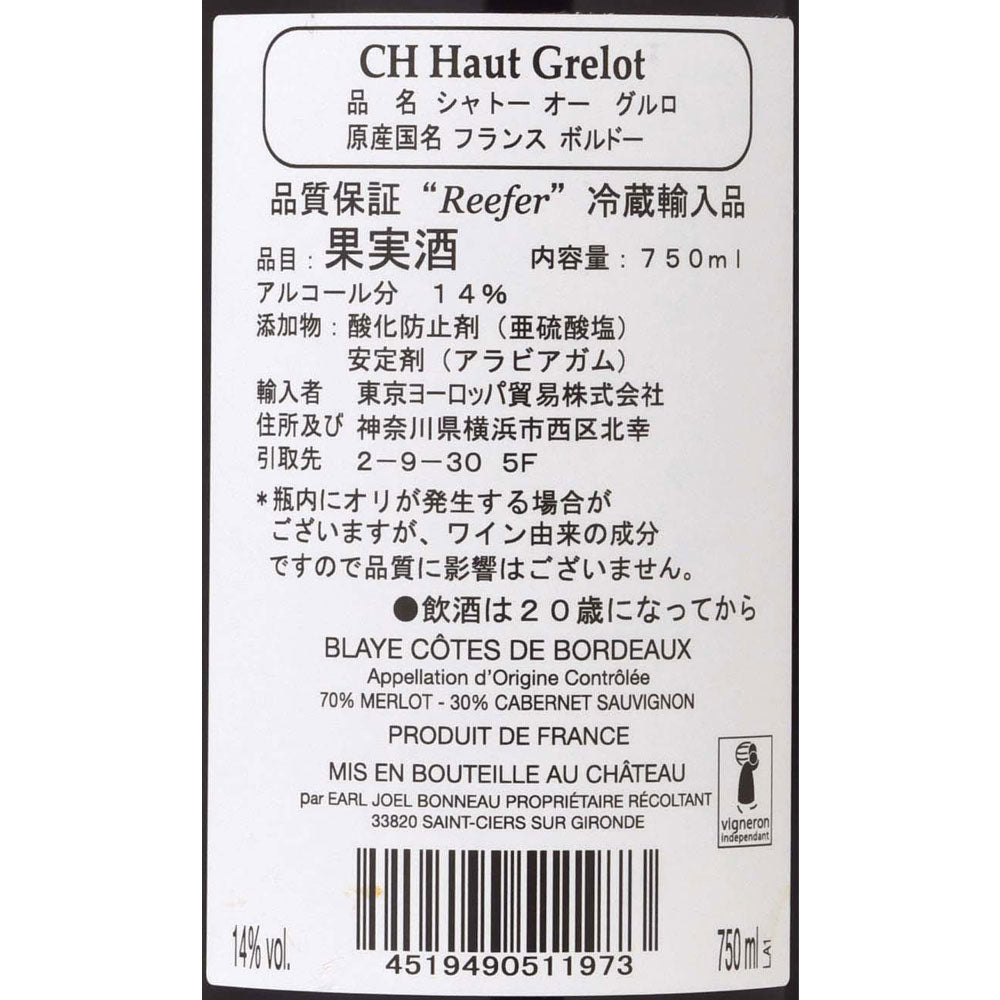 CH Haut Grelot
品 名 シャトー オー グルロ
原産国名 フランス ボルドー
品質保証 “Reefer” 冷蔵輸入品
品目：果実酒 内容量：７５０ｍｌ
アルコール分 １４％
添加物：酸化防止剤（亜硫酸塩）
安定剤（アラビアガム）
輸入者 東京ヨーロッパ貿易株式会社
住所及び 神奈川県横浜市西区北幸
引取先 ２−９−３０ ５Ｆ
＊瓶内にオリが発生する場合が
ございますが、ワイン由来の成分
ですので品質に影響はございません。
●飲酒は２０歳になってから
BLAYE CÔTES DE BORDEAUX
Appellation d'Origine Contrôlée
70% MERLOT - 30% CABERNET SAUVIGNON
PRODUIT DE FRANCE
MIS EN BOUTEILLE AU CHÂTEAU
par EARL JOEL BONNEAU PROPRIÉTAIRE RÉCOLTANT
33820 SAINT-CIERS SUR GIRONDE
vigneron
indépendant
14% vol.
4519490511973
750 ml
LA1